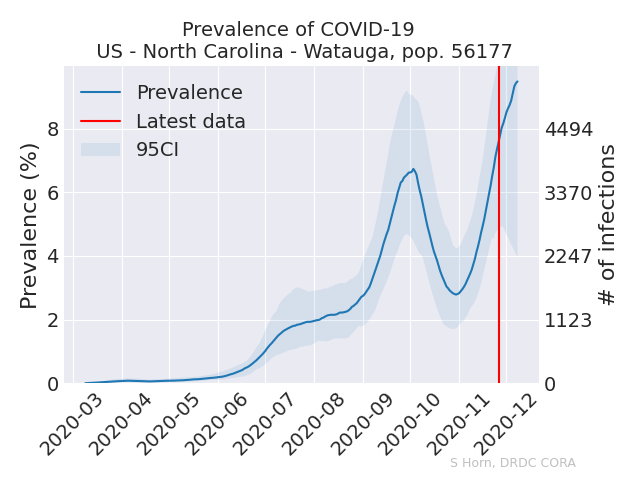 Prevalence of COVID-19
US - North Carolina - Watauga, pop. 56177
Prevalence
Latest data
95CI
Prevalence (%)
8
6
4
2
0
4494
3370
2247
1123
0
# of infections
2020-03
2020-04
2020-05
2020-06
2020-07
2020-08
2020-09
2020-10
2020-11
2020-12
S Horn, DRDC CORA